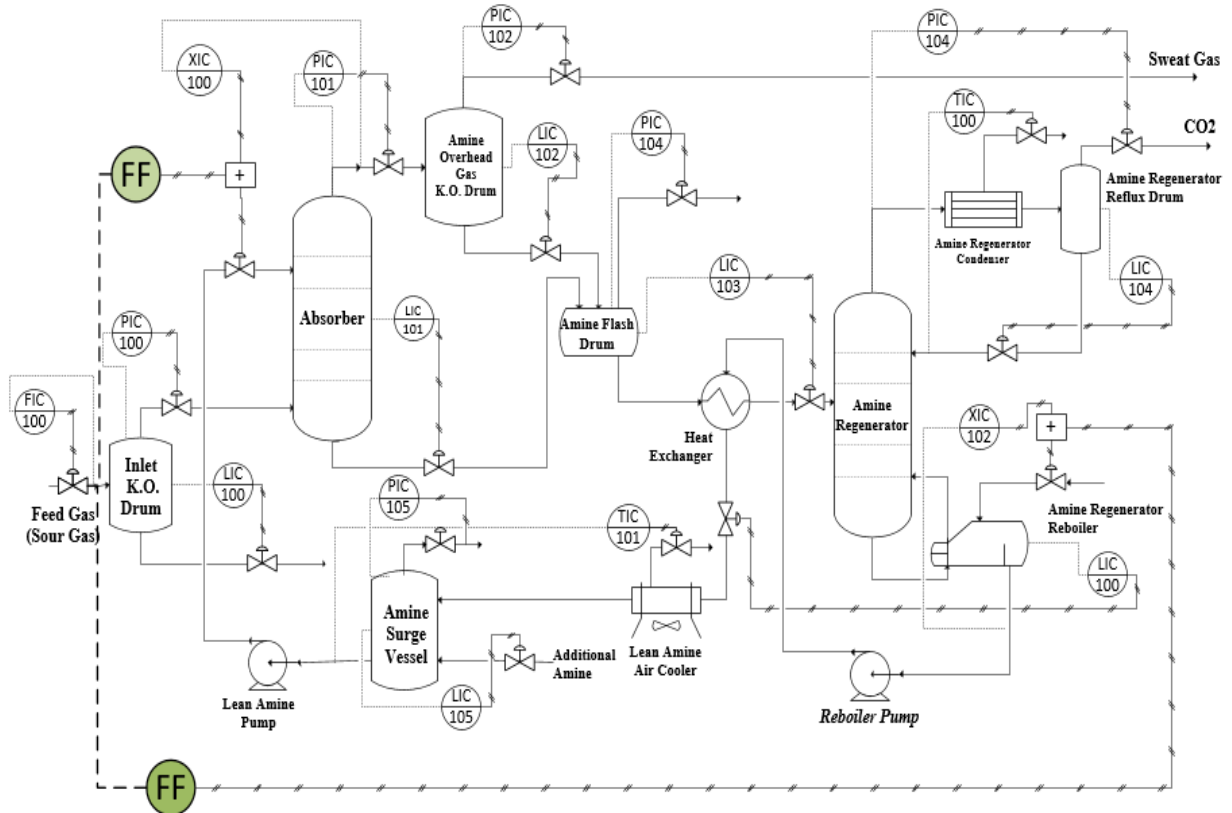 PIC
102
PIC
104
XIC
100
PIC
101
Sweat Gas
TIC
100
CO2
Amine
Overhead
Gas
K.O. Drum
LIC
102
PIC
104
FF
+
Amine Regenerator
Reflux Drum
Amine Regenerator
Condenser
LIC
103
LIC
104
Absorber
LIC
101
Amine Flash
Drum
PIC
100
FIC
100
Amine
Regenerator
XIC
102
+
Heat
Exchanger
Inlet
K.O.
Drum
LIC
100
Feed Gas
(Sour Gas)
PIC
105
TIC
101
Amine Regenerator
Reboiler
LIC
100
Amine
Surge
Vessel
Additional
Amine
Lean Amine
Air Cooler
LIC
105
Lean Amine
Pump
Reboiler Pump
FF